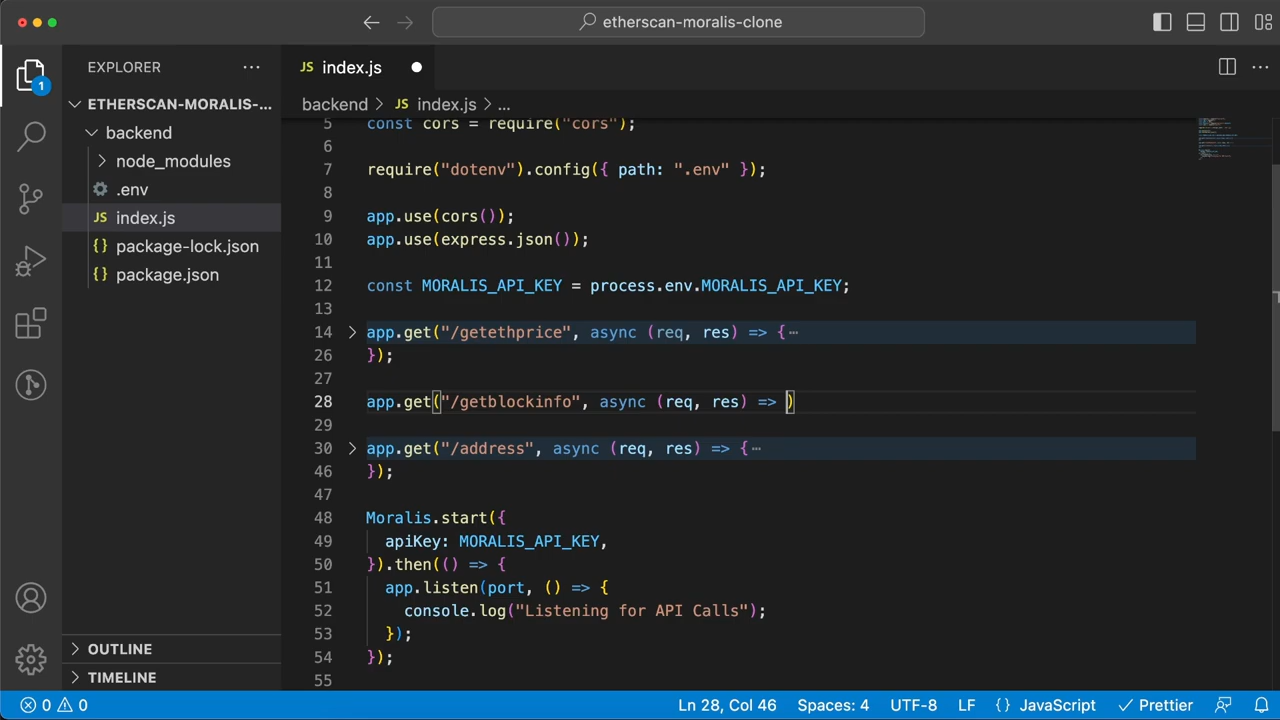 etherscan-moralis-clone
EXPLORER
JS index.js
1
ETHERSCAN-MORALIS-...
backend
node_modules
.env
JS index.js
{} package-lock.json
{} package.json
backend > JS index.js > ...
5 const cors = require("cors");
6
7 require("dotenv").config({ path: ".env" });
8
9 app.use(cors());
10 app.use(express.json());
11
12 const MORALIS_API_KEY = process.env.MORALIS_API_KEY;
13
14 app.get("/getethprice", async (req, res) => {…
26 });
27
28 app.get("/getblockinfo", async (req, res) => )
29
30 app.get("/address", async (req, res) => {…
46 });
47
48 Moralis.start({
49 apiKey: MORALIS_API_KEY,
50 }).then(() => {
51 app.listen(port, () => {
52 console.log("Listening for API Calls");
53 });
54 });
55
OUTLINE
TIMELINE
0 0
Ln 28, Col 46
Spaces: 4
UTF-8
LF
{} JavaScript
Prettier